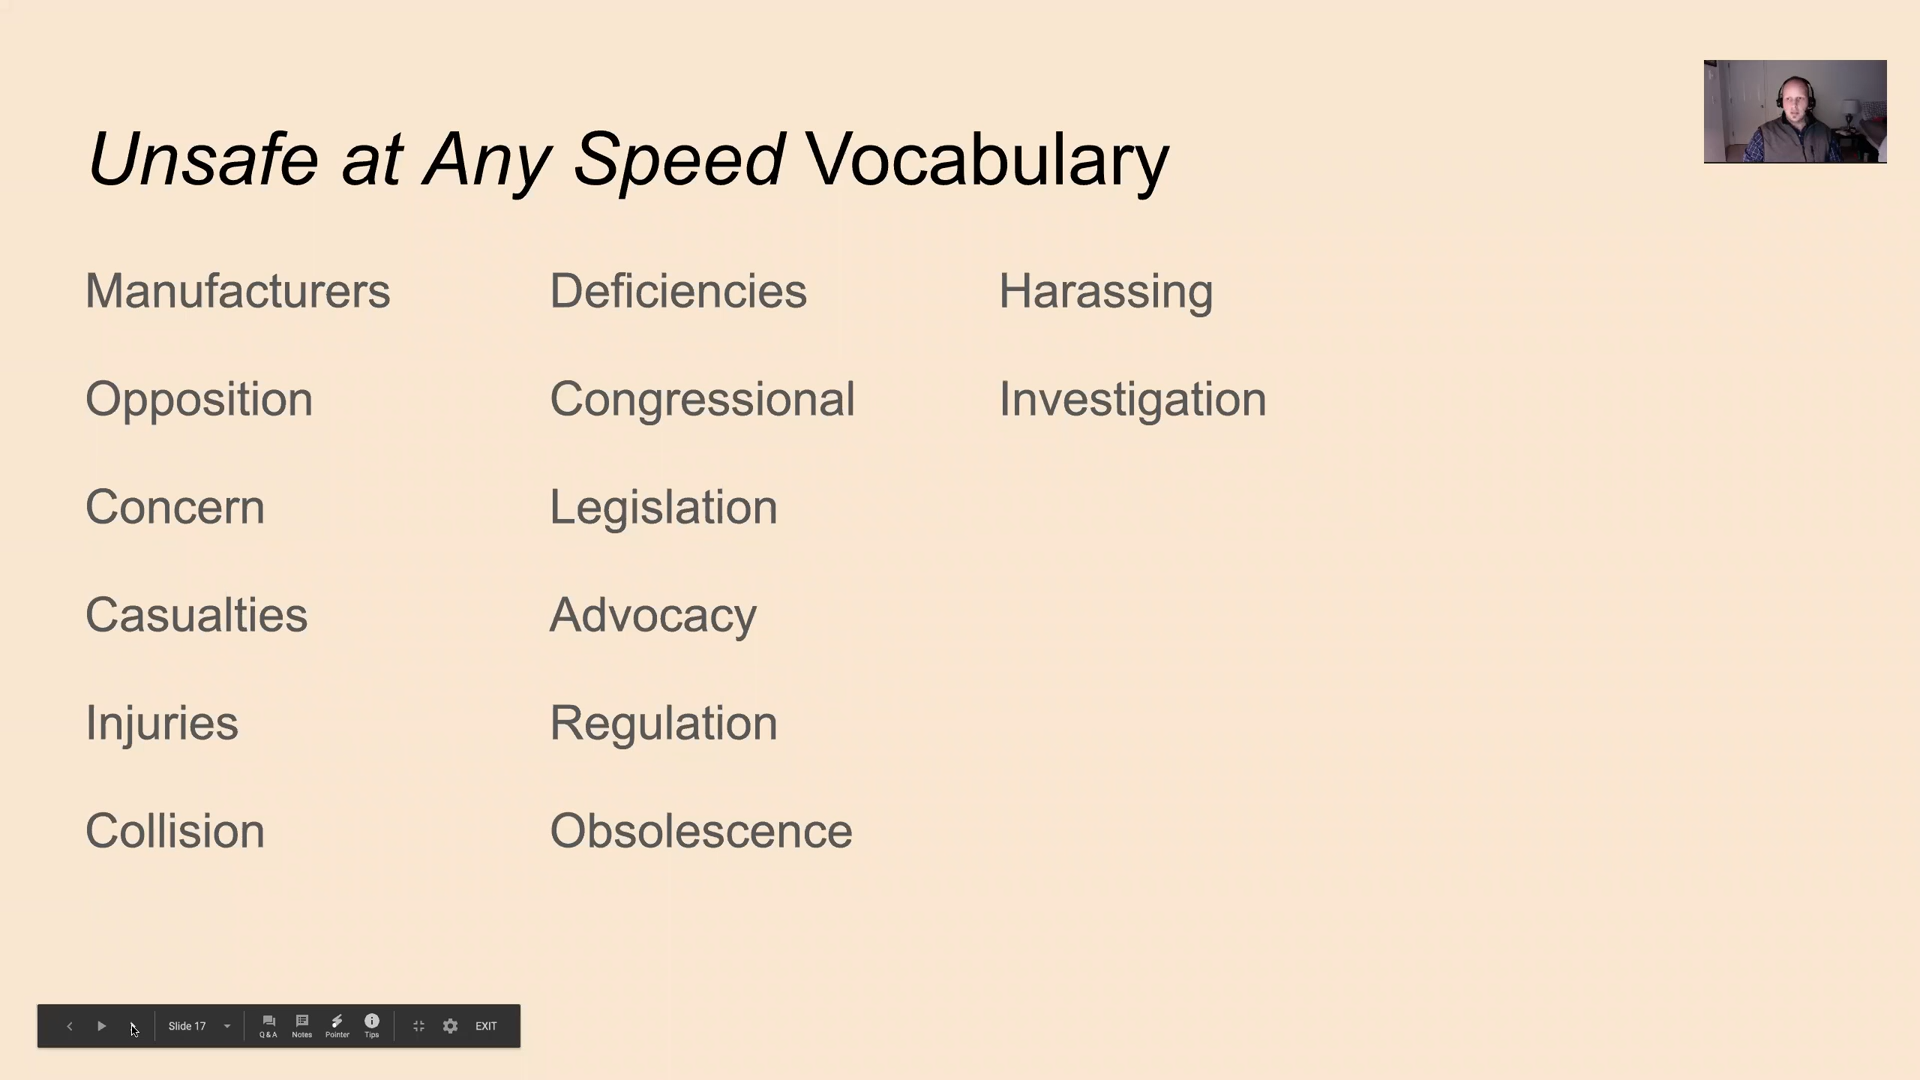 Unsafe at Any Speed Vocabulary
Manufacturers
Opposition
Concern
Casualties
Injuries
Collision
Deficiencies
Congressional
Legislation
Advocacy
Regulation
Obsolescence
Harassing
Investigation
Slide 17
Q&A
Notes
Pointer
Tips
EXIT